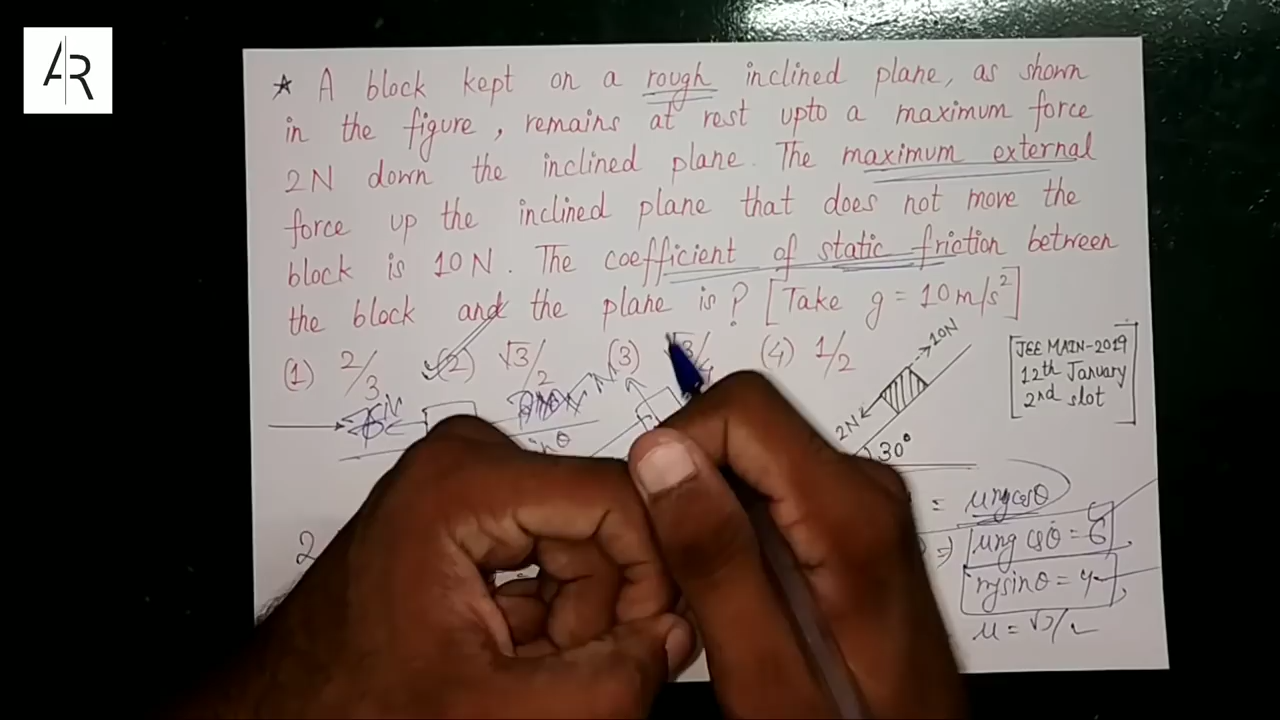 AR
★ A block kept on a rough inclined plane, as shown
in the figure, remains at rest upto a maximum force
2N down the inclined plane. The maximum external
force up the inclined plane that does not move the
block is 10N. The coefficient of static friction between
the block and the plane is? [Take g = 10m/s²]
(1) 2/3 (2) √3/2 (3) (4) 1/2
10N
2N
30°
[JEE MAIN-2019
12th January
2nd slot]
N
2
= μmg cosθ
⇒ μmg cosθ = 6
mgsinθ = 4
μ = √3/2